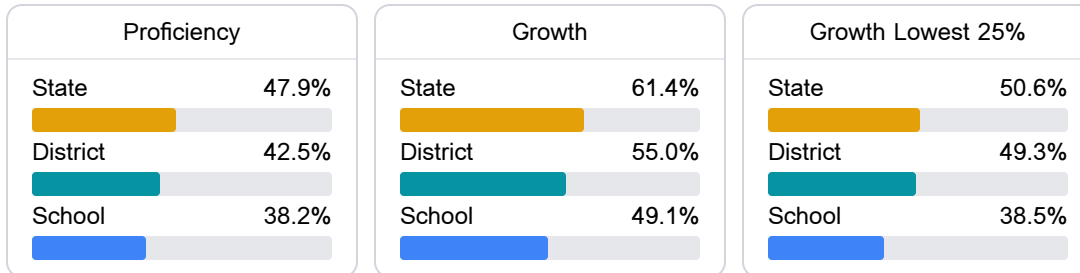 Proficiency
State 47.9%
District 42.5%
School 38.2%
Growth
State 61.4%
District 55.0%
School 49.1%
Growth Lowest 25%
State 50.6%
District 49.3%
School 38.5%